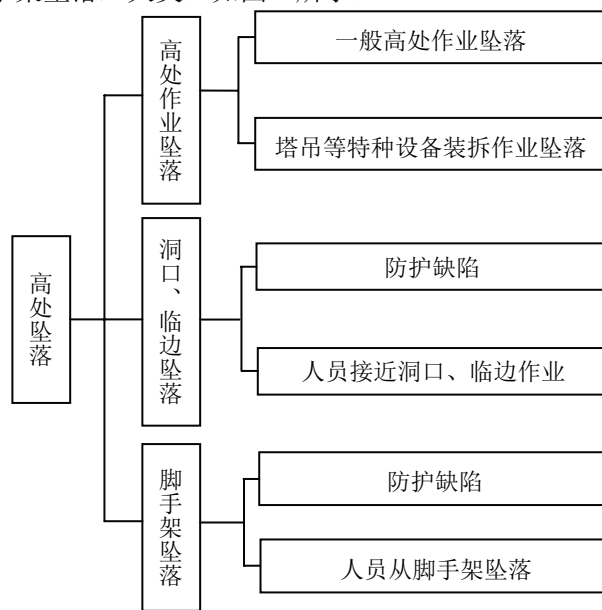 高处坠落
高处作业坠落
一般高处作业坠落
塔吊等特种设备装拆作业坠落
洞口、临边坠落
防护缺陷
人员接近洞口、临边作业
脚手架坠落
防护缺陷
人员从脚手架坠落